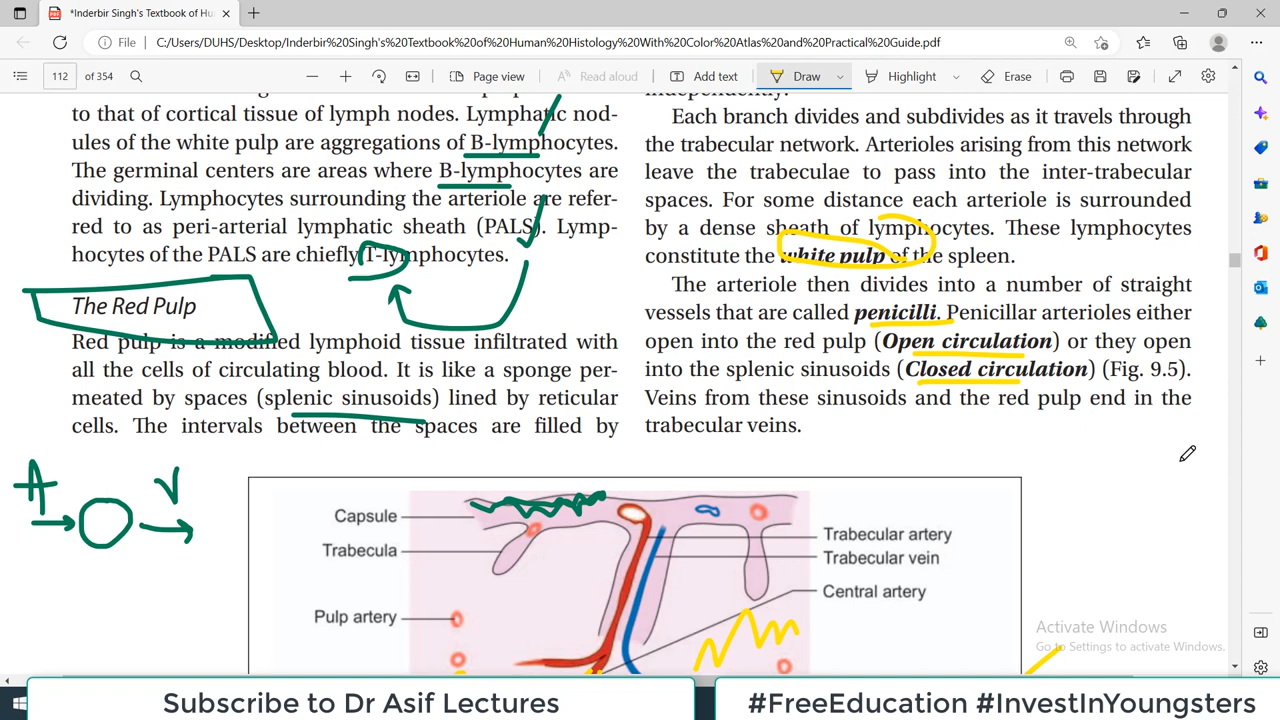 *Inderbir Singh's Textbook of Hu
File
C:/Users/DUHS/Desktop/Inderbir%20Singh's%20Textbook%20of%20Human%20Histology%20With%20Color%20Atlas%20and%20Practical%20Guide.pdf
112 of 354
Page view
Read aloud
Add text
Draw
Highlight
Erase
to that of cortical tissue of lymph nodes. Lymphatic nod-
ules of the white pulp are aggregations of B-lymphocytes.
The germinal centers are areas where B-lymphocytes are
dividing. Lymphocytes surrounding the arteriole are refer-
red to as peri-arterial lymphatic sheath (PALS). Lymp-
hocytes of the PALS are chiefly T-lymphocytes.
The Red Pulp
Red pulp is a modified lymphoid tissue infiltrated with
all the cells of circulating blood. It is like a sponge per-
meated by spaces (splenic sinusoids) lined by reticular
cells. The intervals between the spaces are filled by
independently.
Each branch divides and subdivides as it travels through
the trabecular network. Arterioles arising from this network
leave the trabeculae to pass into the inter-trabecular
spaces. For some distance each arteriole is surrounded
by a dense sheath of lymphocytes. These lymphocytes
constitute the white pulp of the spleen.
The arteriole then divides into a number of straight
vessels that are called penicilli. Penicillar arterioles either
open into the red pulp (Open circulation) or they open
into the splenic sinusoids (Closed circulation) (Fig. 9.5).
Veins from these sinusoids and the red pulp end in the
trabecular veins.
A
V
Capsule
Trabecula
Pulp artery
Trabecular artery
Trabecular vein
Central artery
Activate Windows
Go to Settings to activate Windows.
Subscribe to Dr Asif Lectures
#FreeEducation #InvestInYoungsters